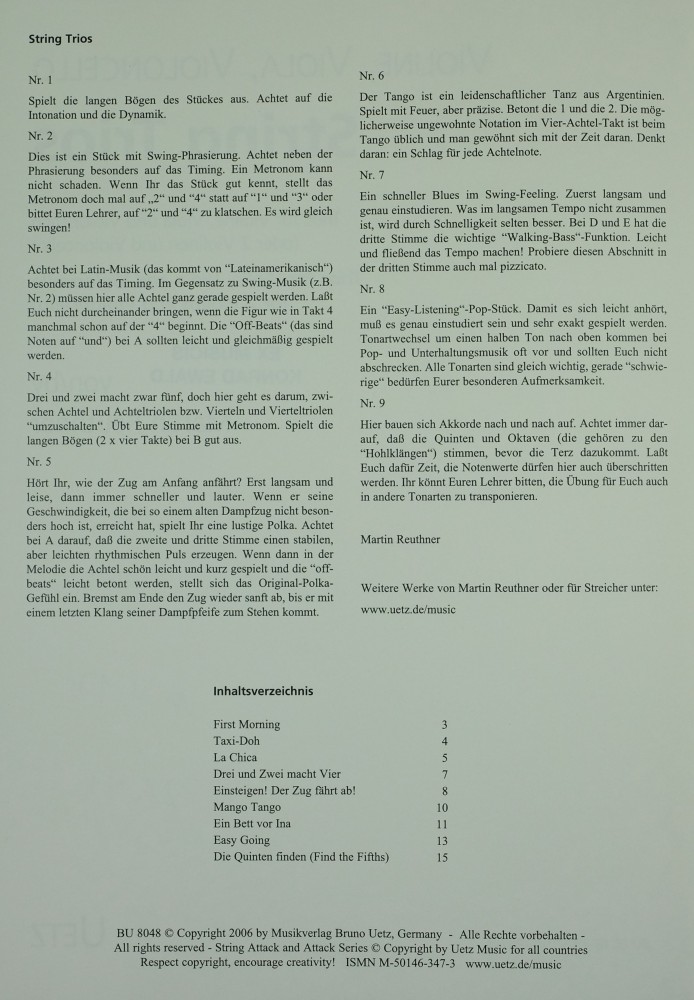 String Trios
Nr. 1
Spielt die langen Bögen des Stückes aus. Achtet auf die
Intonation und die Dynamik.
Nr. 2
Dies ist ein Stück mit Swing-Phrasierung. Achtet neben der
Phrasierung besonders auf das Timing. Ein Metronom kann
nicht schaden. Wenn Ihr das Stück gut kennt, stellt das
Metronom doch mal auf „2“ und “4“ statt auf “1“ und “3“ oder
bittet Euren Lehrer, auf “2“ und “4“ zu klatschen. Es wird gleich
swingen!
Nr. 3
Achtet bei Latin-Musik (das kommt von “Lateinamerikanisch“)
besonders auf das Timing. Im Gegensatz zu Swing-Musik (z.B.
Nr. 2) müssen hier alle Achtel ganz gerade gespielt werden. Laßt
Euch nicht durcheinander bringen, wenn die Figur wie in Takt 4
manchmal schon auf der “4“ beginnt. Die “Off-Beats“ (das sind
Noten auf “und“) bei A sollten leicht und gleichmäßig gespielt
werden.
Nr. 4
Drei und zwei macht zwar fünf, doch hier geht es darum, zwi-
schen Achtel und Achteltriolen bzw. Vierteln und Vierteltriolen
“umzuschalten“. Übt Eure Stimme mit Metronom. Spielt die
langen Bögen (2 x vier Takte) bei B gut aus.
Nr. 5
Hört Ihr, wie der Zug am Anfang anfährt? Erst langsam und
leise, dann immer schneller und lauter. Wenn er seine
Geschwindigkeit, die bei so einem alten Dampfzug nicht beson-
ders hoch ist, erreicht hat, spielt Ihr eine lustige Polka. Achtet
bei A darauf, daß die zweite und dritte Stimme einen stabilen,
aber leichten rhythmischen Puls erzeugen. Wenn dann in der
Melodie die Achtel schön leicht und kurz gespielt und die “off-
beats“ leicht betont werden, stellt sich das Original-Polka-
Gefühl ein. Bremst am Ende den Zug wieder sanft ab, bis er mit
einem letzten Klang seiner Dampfpfeife zum Stehen kommt.
Nr. 6
Der Tango ist ein leidenschaftlicher Tanz aus Argentinien.
Spielt mit Feuer, aber präzise. Betont die 1 und die 2. Die mög-
licherweise ungewohnte Notation im Vier-Achtel-Takt ist beim
Tango üblich und man gewöhnt sich mit der Zeit daran. Denkt
daran: ein Schlag für jede Achtelnote.
Nr. 7
Ein schneller Blues im Swing-Feeling. Zuerst langsam und
genau einstudieren. Was im langsamen Tempo nicht zusammen
ist, wird durch Schnelligkeit selten besser. Bei D und E hat die
dritte Stimme die wichtige “Walking-Bass“-Funktion. Leicht
und fließend das Tempo machen! Probiere diesen Abschnitt in
der dritten Stimme auch mal pizzicato.
Nr. 8
Ein “Easy-Listening“-Pop-Stück. Damit es sich leicht anhört,
muß es genau einstudiert sein und sehr exakt gespielt werden.
Tonartwechsel um einen halben Ton nach oben kommen bei
Pop- und Unterhaltungsmusik oft vor und sollten Euch nicht
abschrecken. Alle Tonarten sind gleich wichtig, gerade “schwie-
rige“ bedürfen Eurer besonderen Aufmerksamkeit.
Nr. 9
Hier bauen sich Akkorde nach und nach auf. Achtet immer dar-
auf, daß die Quinten und Oktaven (die gehören zu den
“Hohlklängen“) stimmen, bevor die Terz dazukommt. Laßt
Euch dafür Zeit, die Notenwerte dürfen hier auch überschritten
werden. Ihr könnt Euren Lehrer bitten, die Übung für Euch auch
in andere Tonarten zu transponieren.
Martin Reuthner
Weitere Werke von Martin Reuthner oder für Streicher unter:
www.uetz.de/music
Inhaltsverzeichnis
First Morning 3
Taxi-Doh 4
La Chica 5
Drei und Zwei macht Vier 7
Einsteigen! Der Zug fährt ab! 8
Mango Tango 10
Ein Bett vor Ina 11
Easy Going 13
Die Quinten finden (Find the Fifths) 15
BU 8048 © Copyright 2006 by Musikverlag Bruno Uetz, Germany - Alle Rechte vorbehalten -
All rights reserved - String Attack and Attack Series © Copyright by Uetz Music for all countries
Respect copyright, encourage creativity! ISMN M-50146-347-3 www.uetz.de/music